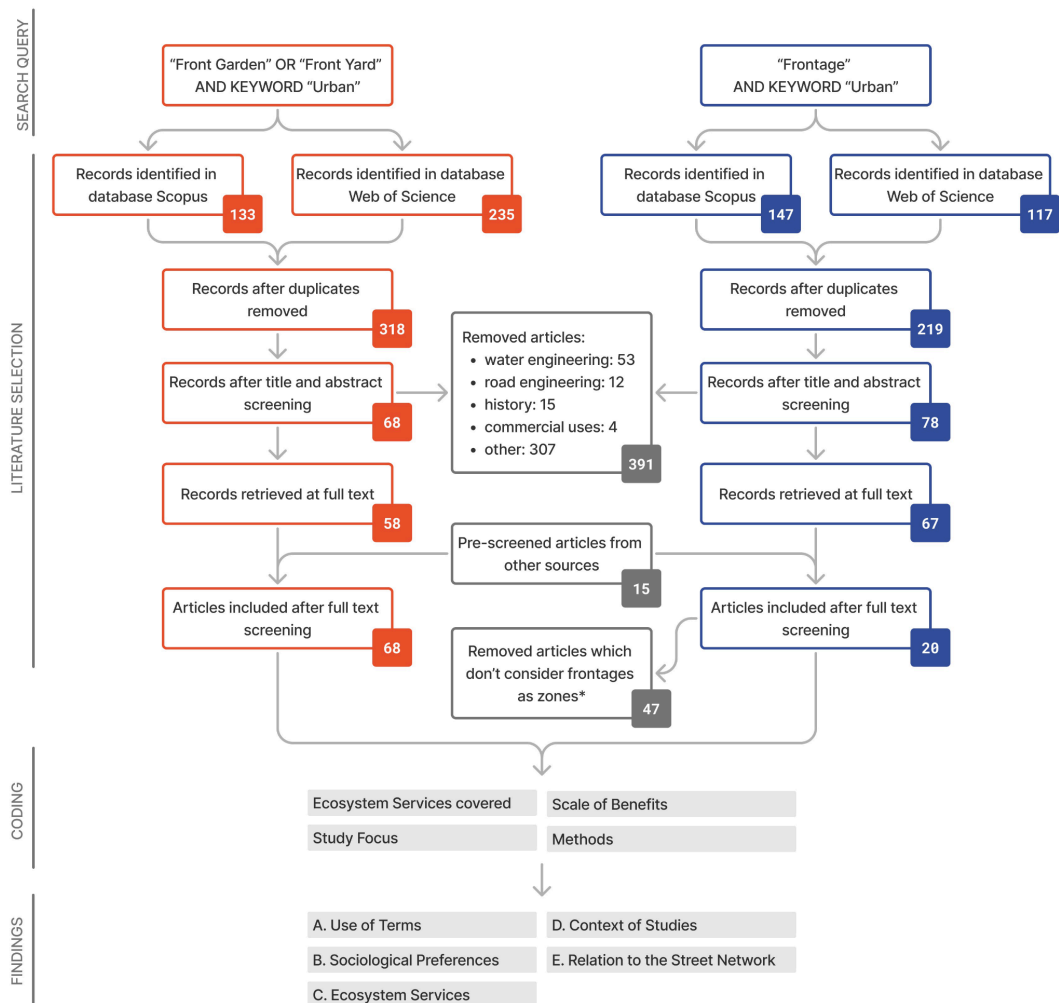 SEARCH QUERY
“Front Garden” OR “Front Yard”
AND KEYWORD “Urban”
“Frontage”
AND KEYWORD “Urban”
LITERATURE SELECTION
Records identified in
database Scopus
133
Records identified in database
Web of Science
235
Records identified in
database Scopus
147
Records identified in database
Web of Science
117
Records after duplicates
removed
318
Records after duplicates
removed
219
Removed articles:
• water engineering: 53
• road engineering: 12
• history: 15
• commercial uses: 4
• other: 307
391
Records after title and abstract
screening
68
Records after title and abstract
screening
78
Records retrieved at full text
58
Records retrieved at full text
67
Pre-screened articles from
other sources
15
Articles included after full text
screening
68
Articles included after full text
screening
20
Removed articles which
don’t consider frontages
as zones*
47
CODING
Ecosystem Services covered
Scale of Benefits
Study Focus
Methods
FINDINGS
A. Use of Terms
B. Sociological Preferences
C. Ecosystem Services
D. Context of Studies
E. Relation to the Street Network